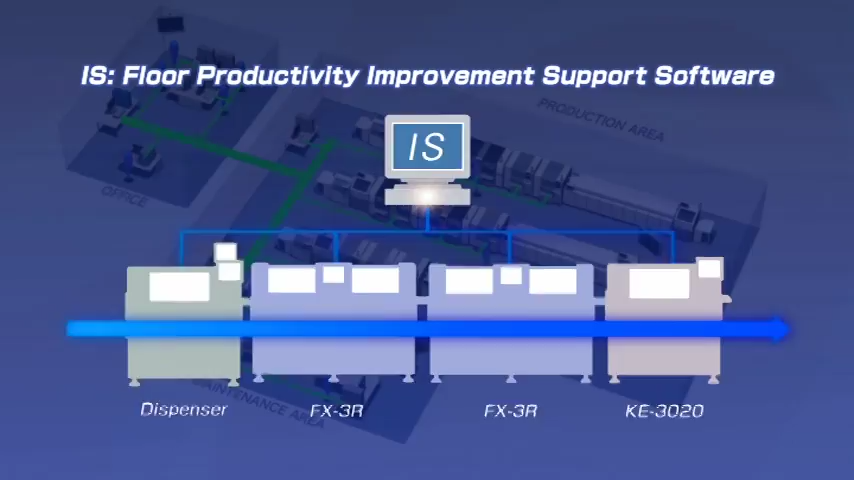 IS: Floor Productivity Improvement Support Software
PRODUCTION AREA
IS
OFFICE
MAINTENANCE AREA
Dispenser
FX-3R
FX-3R
KE-3020